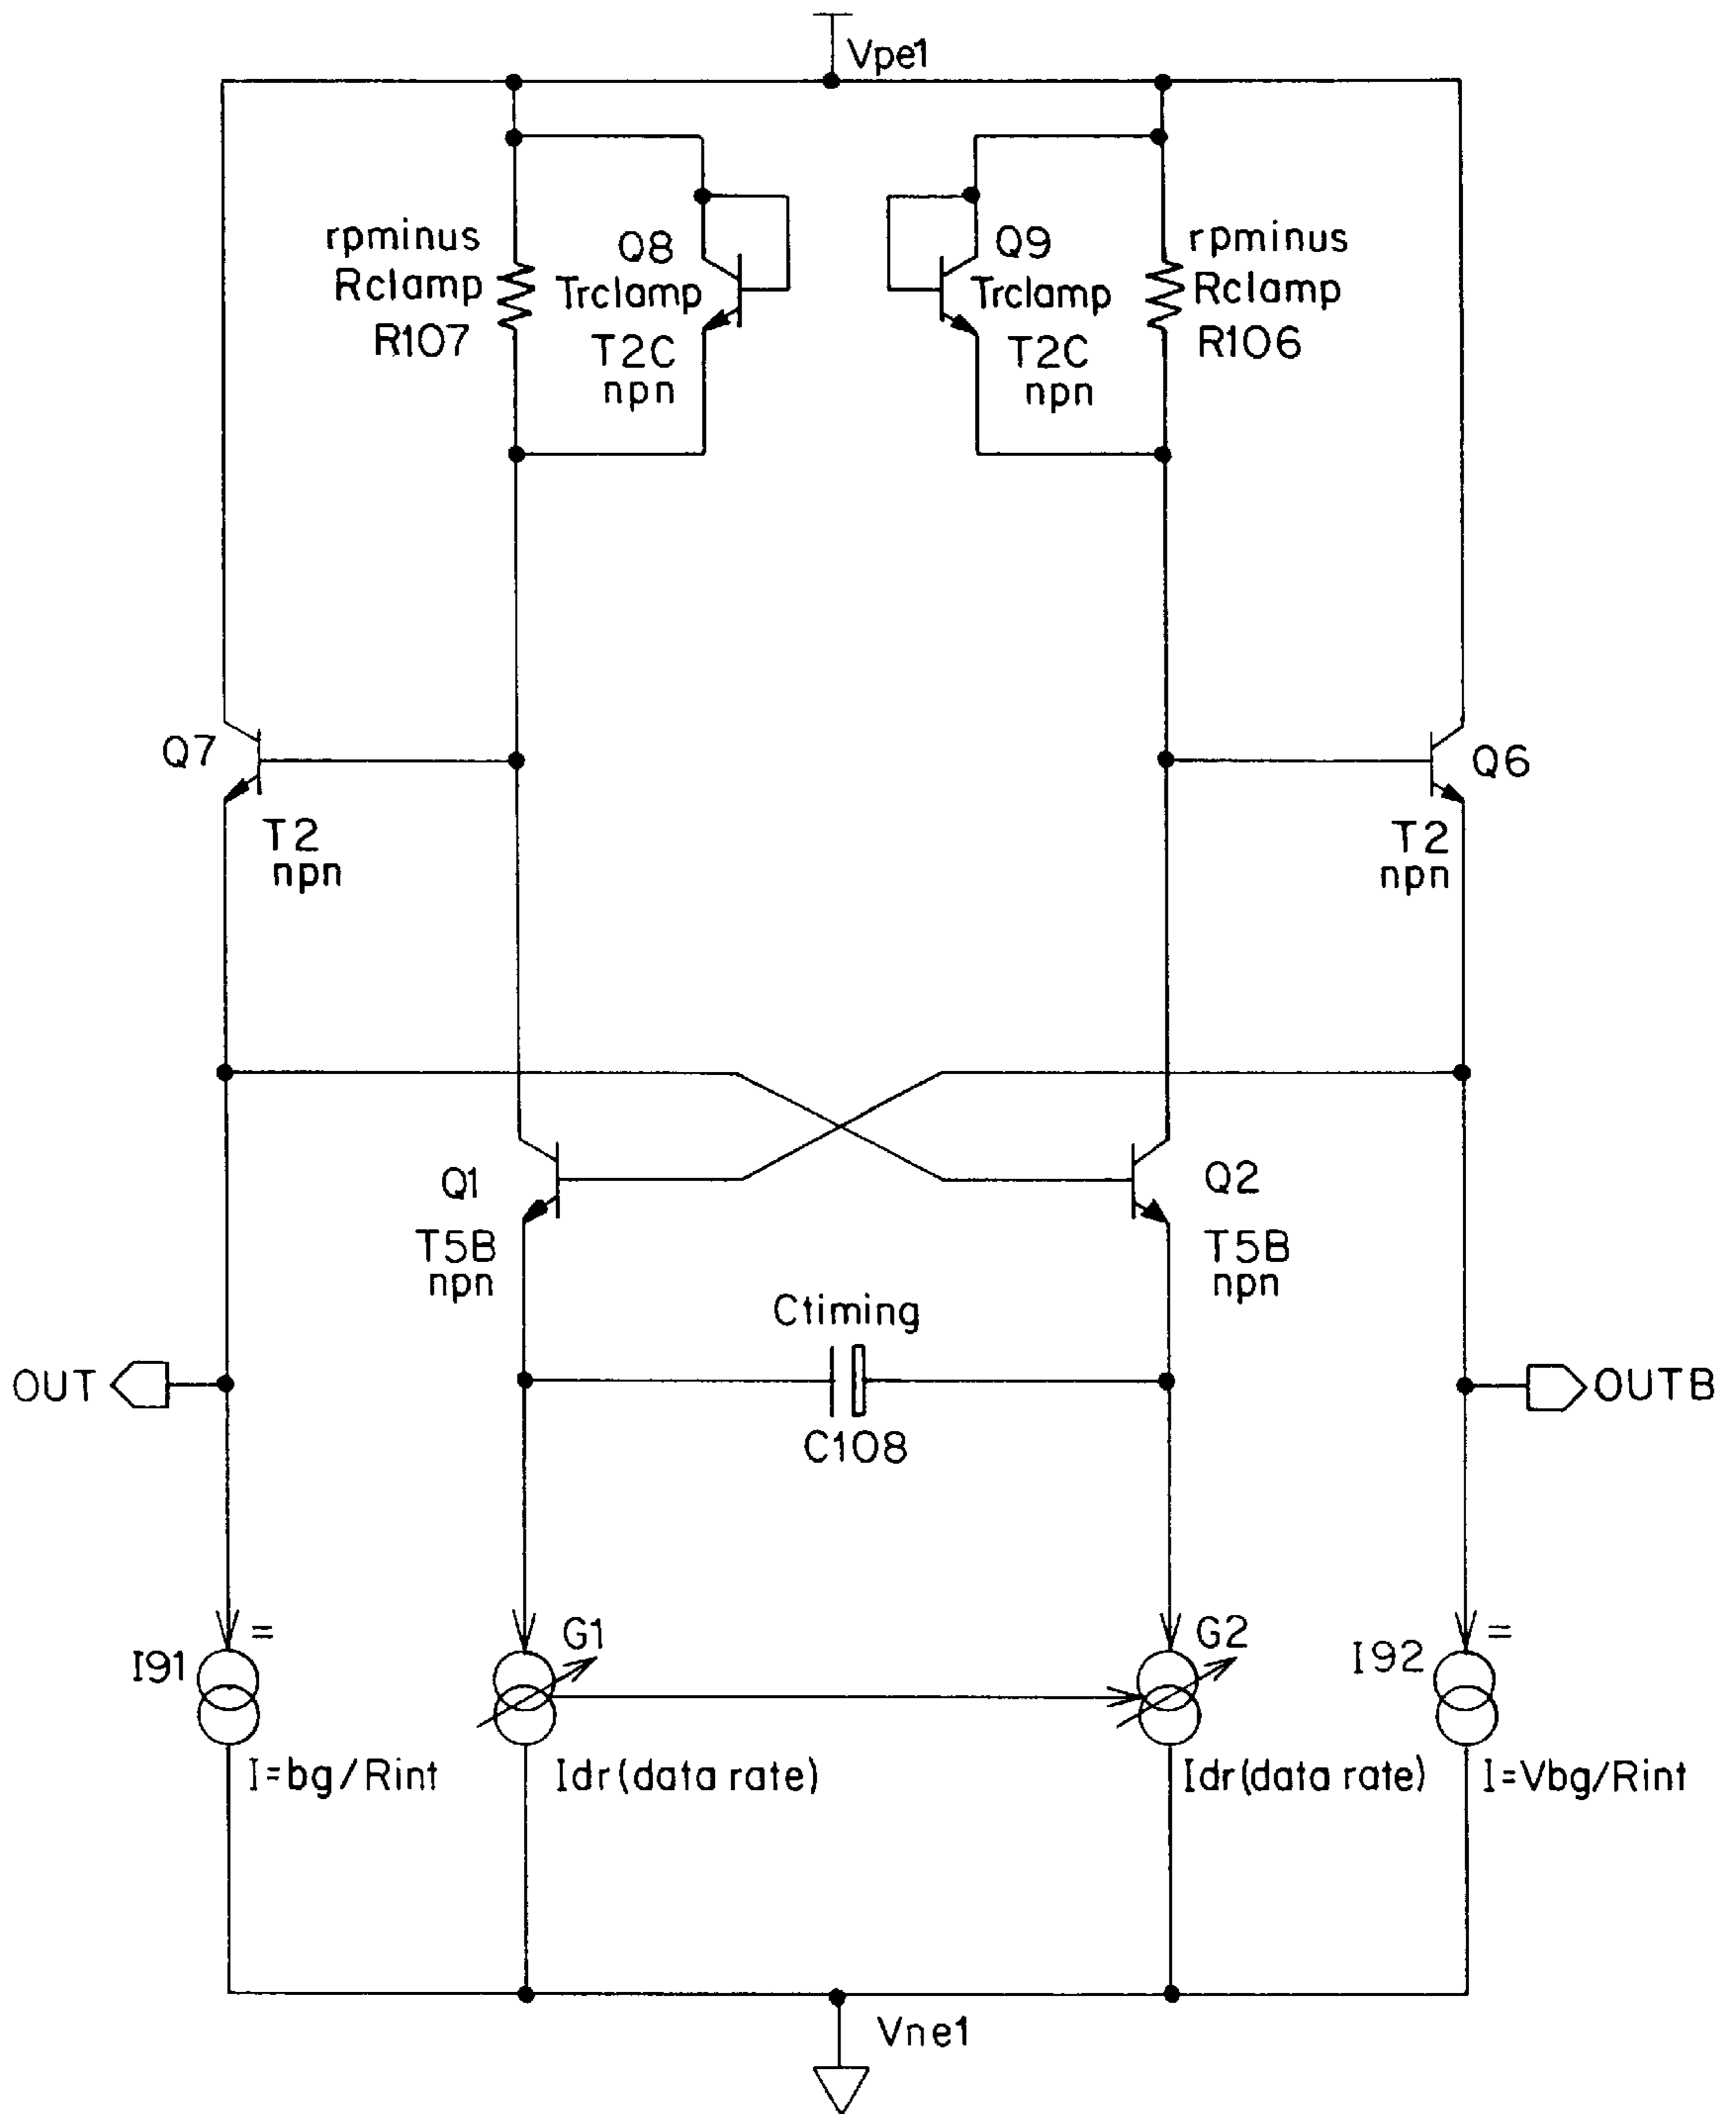 Vpe1
rpminus
Rclamp
R107
Q8
Trclamp
T2C
npn
Q9
Trclamp
T2C
npn
rpminus
Rclamp
R106
Q7
T2
npn
Q6
T2
npn
Q1
T5B
npn
Q2
T5B
npn
Ctiming
C108
OUT
OUTB
I91
=
I=bg/Rint
G1
Idr(data rate)
G2
Idr(data rate)
I92
=
I=Vbg/Rint
Vne1